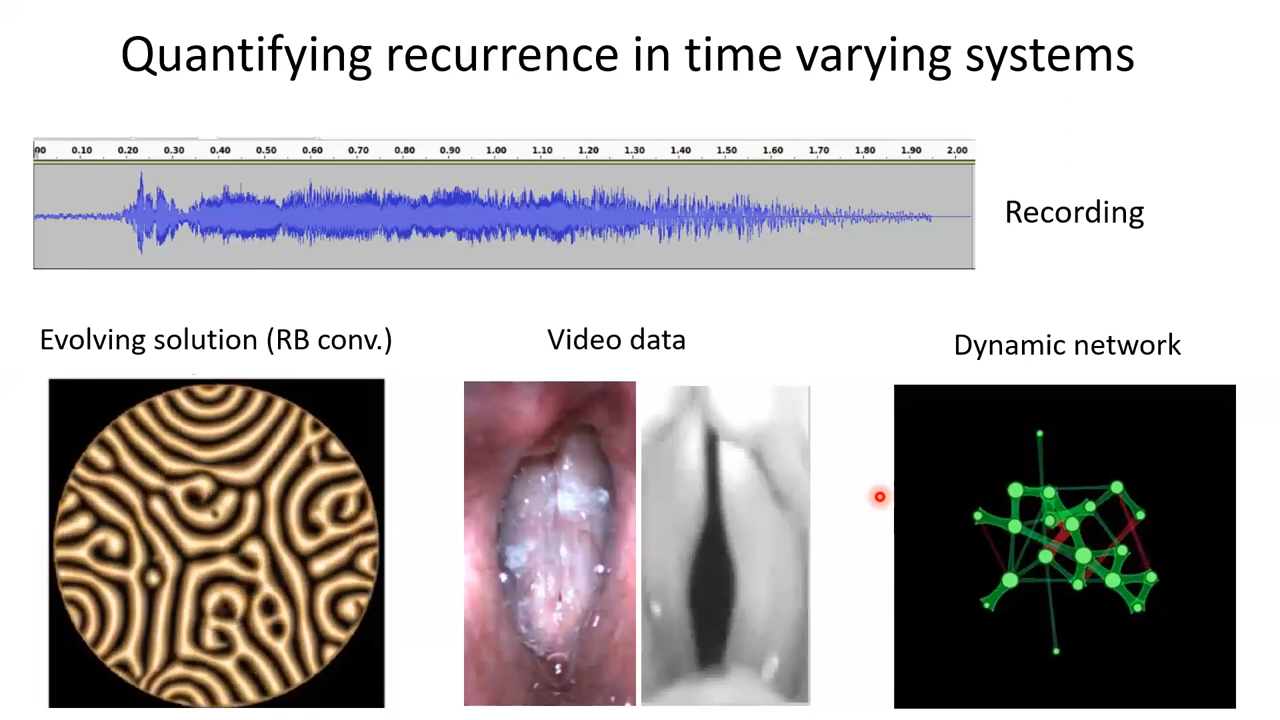 Quantifying recurrence in time varying systems
00 0.10 0.20 0.30 0.40 0.50 0.60 0.70 0.80 0.90 1.00 1.10 1.20 1.30 1.40 1.50 1.60 1.70 1.80 1.90 2.00
Recording
Evolving solution (RB conv.)
Video data
Dynamic network